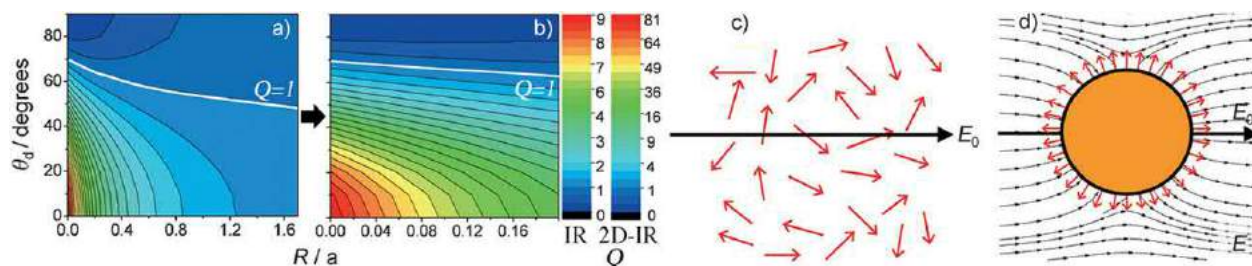 a)
b)
c)
d)
80
60
40
20
0
θd / degrees
Q=1
Q=1
0.0 0.4 0.8 1.2 1.6
0.00 0.04 0.08 0.12 0.16
R / a
9
8
7
6
5
4
3
2
1
0
IR
81
64
49
36
25
16
9
4
1
0
2D-IR
Q
E0
E0
E